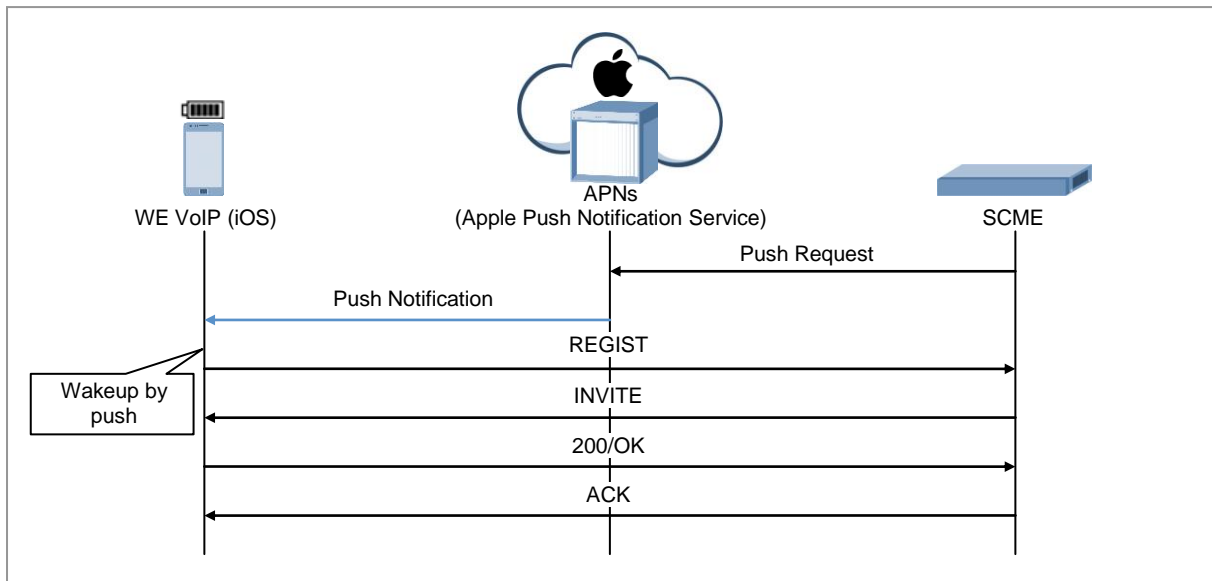 APNs
WE VoIP (iOS)
(Apple Push Notification Service)
SCME
Push Request
Push Notification
REGIST
Wakeup by
push
INVITE
200/OK
ACK